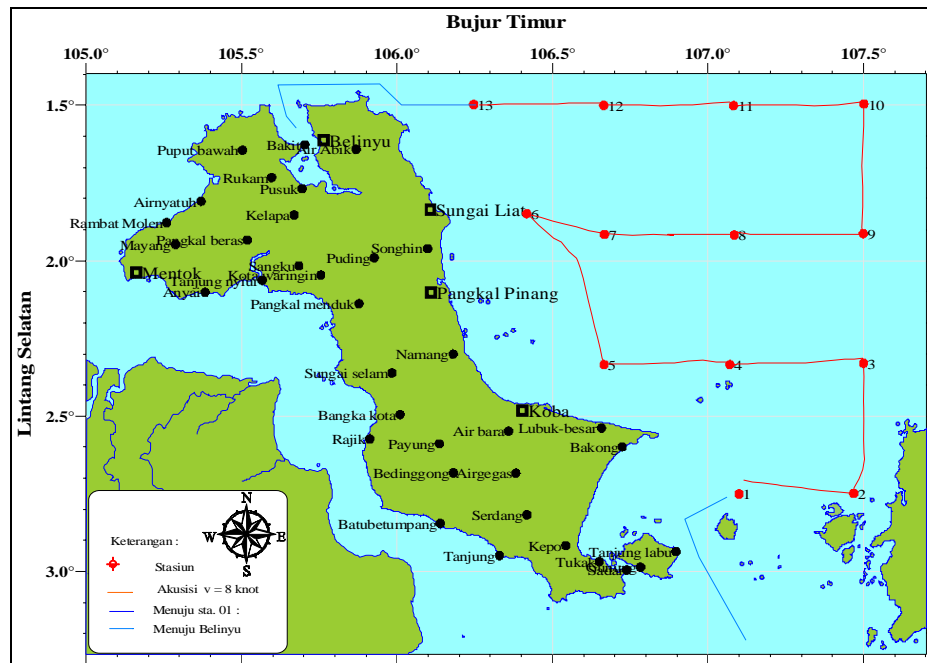 Bujur Timur
105.0° 105.5° 106.0° 106.5° 107.0° 107.5°
Lintang Selatan
1.5°
2.0°
2.5°
3.0°
13 12 11 10
Belinyu
Bakit
Air Abik
Puput bawah
Rukam
Pusuk
Airnyatuh
Kelapa
Sungai Liat
6
Rambat Molen
7 8 9
Mayang
Pangkal beras
Songhin
Puding
Sangku
Mentok
Kotawaringin
Tanjung nyiur
Anyar
Pangkal menduk
Pangkal Pinang
Namang
5 4 3
Sungai selam
Bangka kota
Koba
Lubuk-besar
Air bara
Rajik
Payung
Bakong
Bedinggong
Airgegas
1 2
Serdang
Batubetumpang
Kepo
Tanjung labu
Tanjung
Tukak
Sadai
N
W E
S
Keterangan :
Stasiun
Akusisi v = 8 knot
Menuju sta. 01 :
Menuju Belinyu